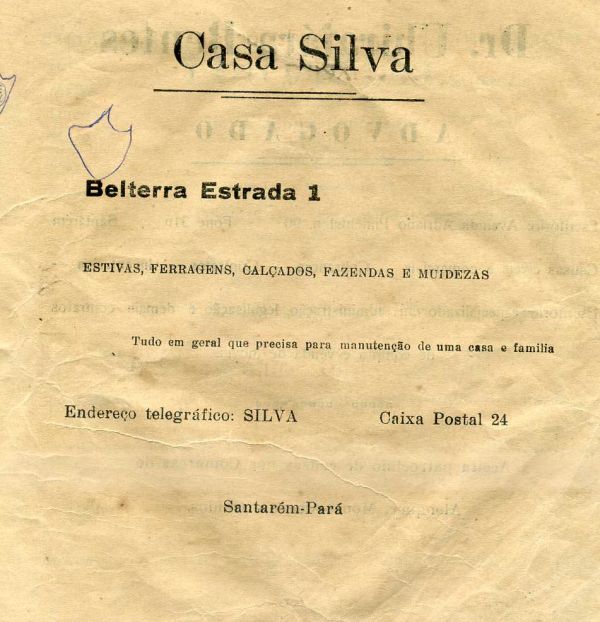 Casa Silva
Belterra Estrada 1
ESTIVAS, FERRAGENS, CALÇADOS, FAZENDAS E MUIDEZAS
Tudo em geral que precisa para manutenção de uma casa e familia
Endereço telegráfico: SILVA Caixa Postal 24
Santarém-Pará